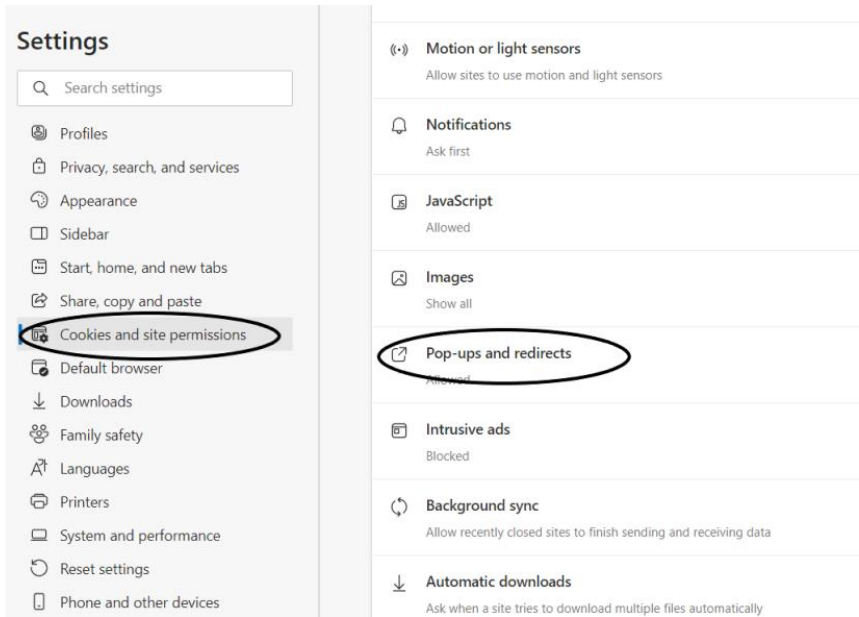 Settings
Search settings
Profiles
Privacy, search, and services
Appearance
Sidebar
Start, home, and new tabs
Share, copy and paste
Cookies and site permissions
Default browser
Downloads
Family safety
Languages
Printers
System and performance
Reset settings
Phone and other devices
Motion or light sensors
Allow sites to use motion and light sensors
Notifications
Ask first
JavaScript
Allowed
Images
Show all
Pop-ups and redirects
Allowed
Intrusive ads
Blocked
Background sync
Allow recently closed sites to finish sending and receiving data
Automatic downloads
Ask when a site tries to download multiple files automatically